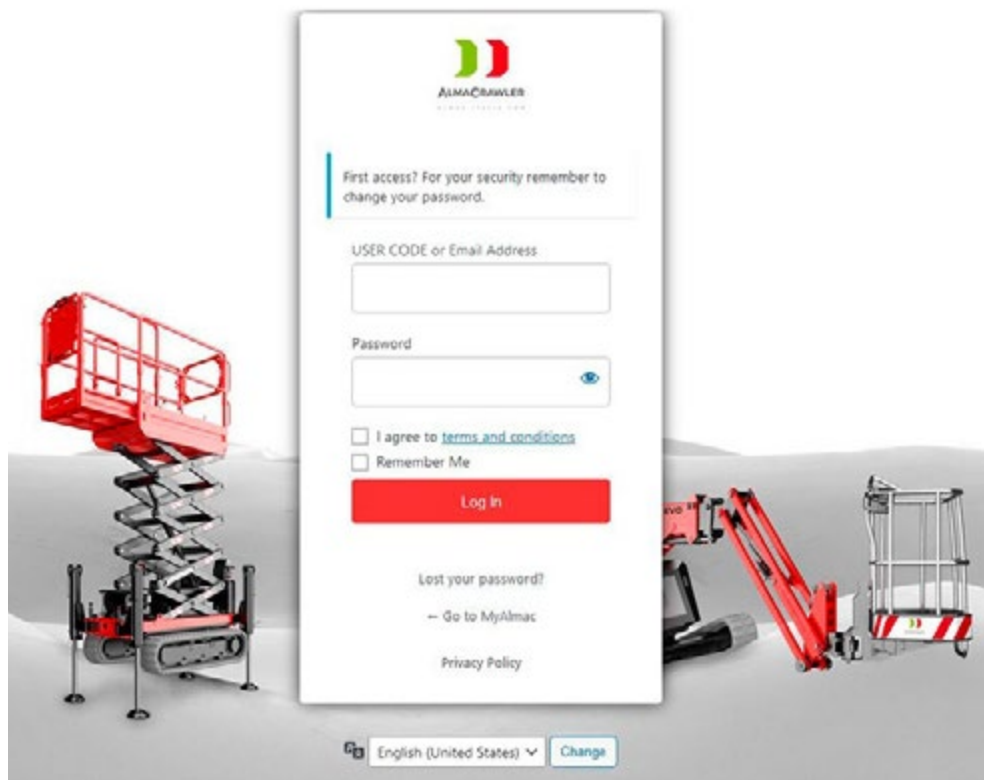 ALMACRAWLER
First access? For your security remember to
change your password.
USER CODE or Email Address
Password
I agree to terms and conditions
Remember Me
Log In
EVO
Lost your password?
← Go to MyAlmac
Privacy Policy
English (United States)
Change